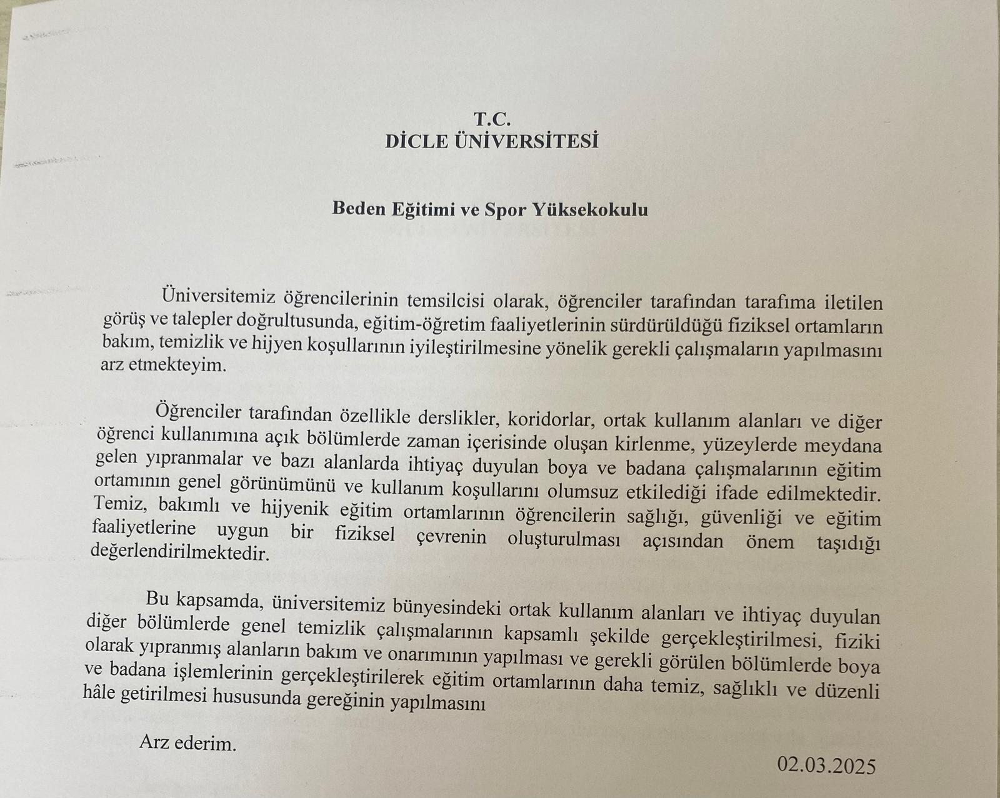 T.C.
DİCLE ÜNİVERSİTESİ
Beden Eğitimi ve Spor Yüksekokulu
Üniversitemiz öğrencilerinin temsilcisi olarak, öğrenciler tarafından tarafıma iletilen
görüş ve talepler doğrultusunda, eğitim-öğretim faaliyetlerinin sürdürüldüğü fiziksel ortamların
bakım, temizlik ve hijyen koşullarının iyileştirilmesine yönelik gerekli çalışmaların yapılmasını
arz etmekteyim.
Öğrenciler tarafından özellikle derslikler, koridorlar, ortak kullanım alanları ve diğer
öğrenci kullanımına açık bölümlerde zaman içerisinde oluşan kirlenme, yüzeylerde meydana
gelen yıpranmalar ve bazı alanlarda ihtiyaç duyulan boya ve badana çalışmalarının eğitim
ortamının genel görünümünü ve kullanım koşullarını olumsuz etkilediği ifade edilmektedir.
Temiz, bakımlı ve hijyenik eğitim ortamlarının öğrencilerin sağlığı, güvenliği ve eğitim
faaliyetlerine uygun bir fiziksel çevrenin oluşturulması açısından önem taşıdığı
değerlendirilmektedir.
Bu kapsamda, üniversitemiz bünyesindeki ortak kullanım alanları ve ihtiyaç duyulan
diğer bölümlerde genel temizlik çalışmalarının kapsamlı şekilde gerçekleştirilmesi, fiziki
olarak yıpranmış alanların bakım ve onarımının yapılması ve gerekli görülen bölümlerde boya
ve badana işlemlerinin gerçekleştirilerek eğitim ortamlarının daha temiz, sağlıklı ve düzenli
hâle getirilmesi hususunda gereğinin yapılmasını
Arz ederim.
02.03.2025